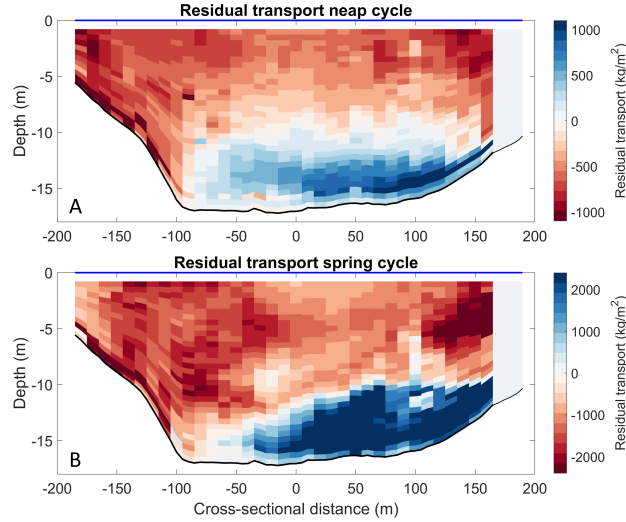 Residual transport neap cycle
0
-5
-10
-15
Depth (m)
A
-200 -150 -100 -50 0 50 100 150 200
1000
500
0
-500
-1000
Residual transport (kg/m²)
Residual transport spring cycle
0
-5
-10
-15
Depth (m)
B
-200 -150 -100 -50 0 50 100 150 200
Cross-sectional distance (m)
2000
1000
0
-1000
-2000
Residual transport (kg/m²)